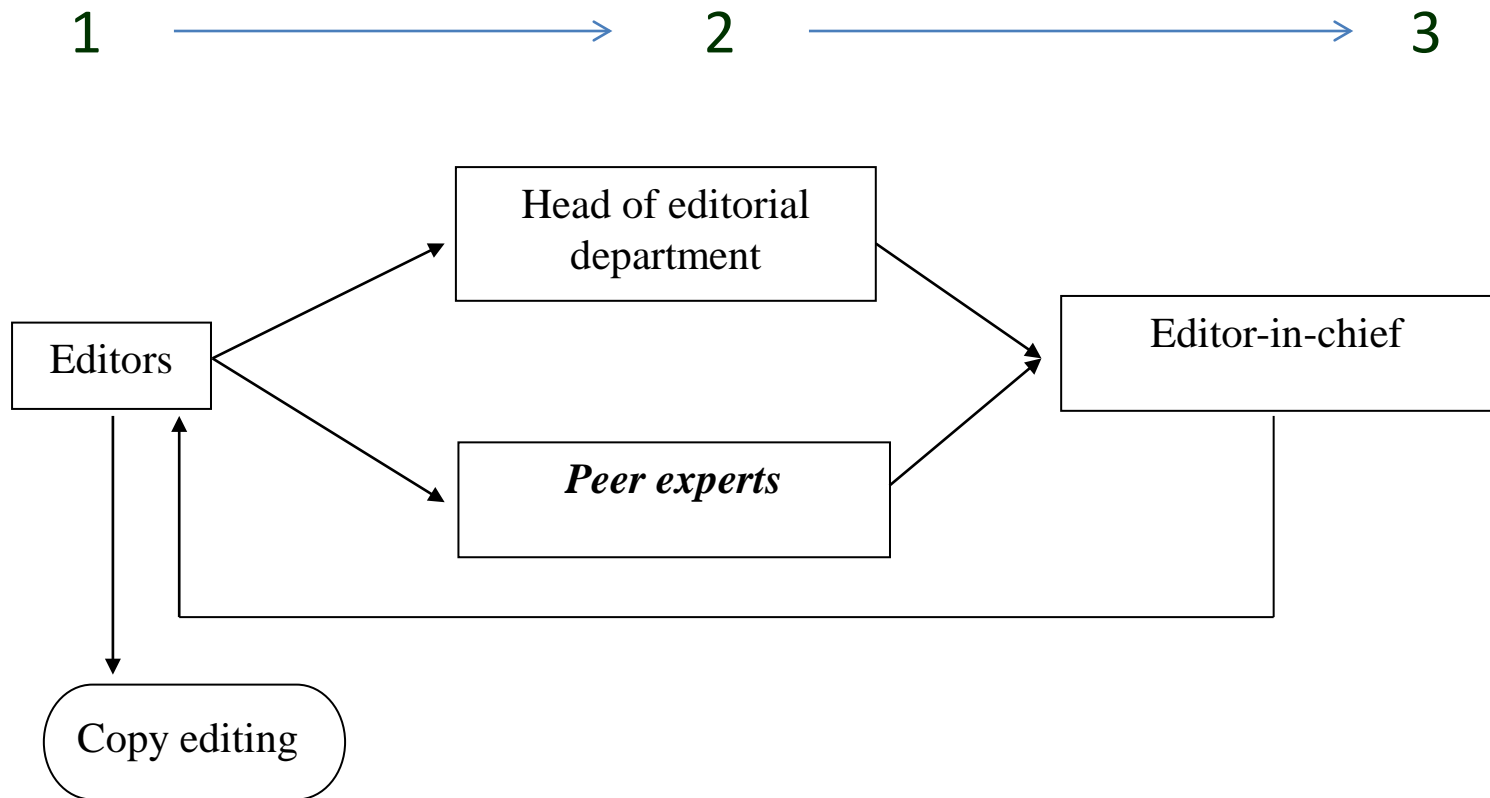 1
2
3
Head of editorial
department
Editors
Editor-in-chief
Peer experts
Copy editing